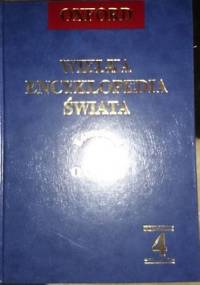 OXFORD
WIELKA
ENCYKLOPEDIA
ŚWIATA
4